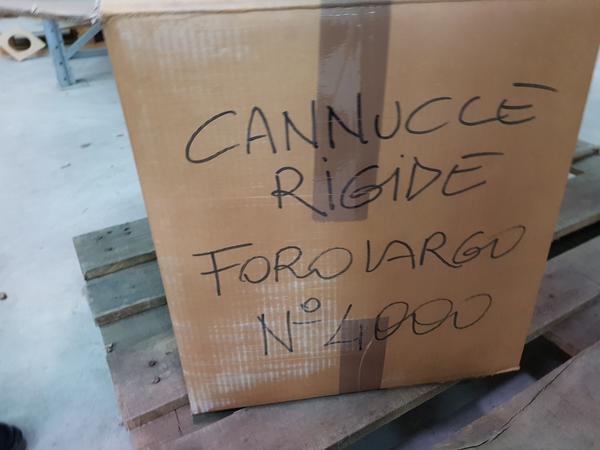 CANNUCCE
RIGIDE
FORO LARGO
N° 4000